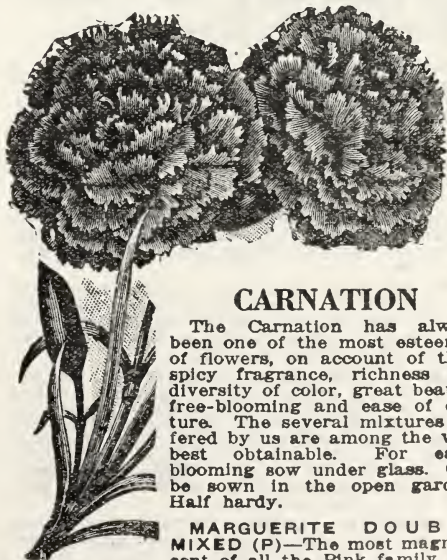 CARNATION
The Carnation has alw
been one of the most esteer
of flowers, on account of t
spicy fragrance, richness
diversity of color, great beat
free-blooming and ease of
ture. The several mixtures
fered by us are among the v
best obtainable. For ea
blooming sow under glass.
be sown in the open gard
Half hardy.
MARGUERITE DOUB
MIXED (P)—The most magr
cent of all the Pink family